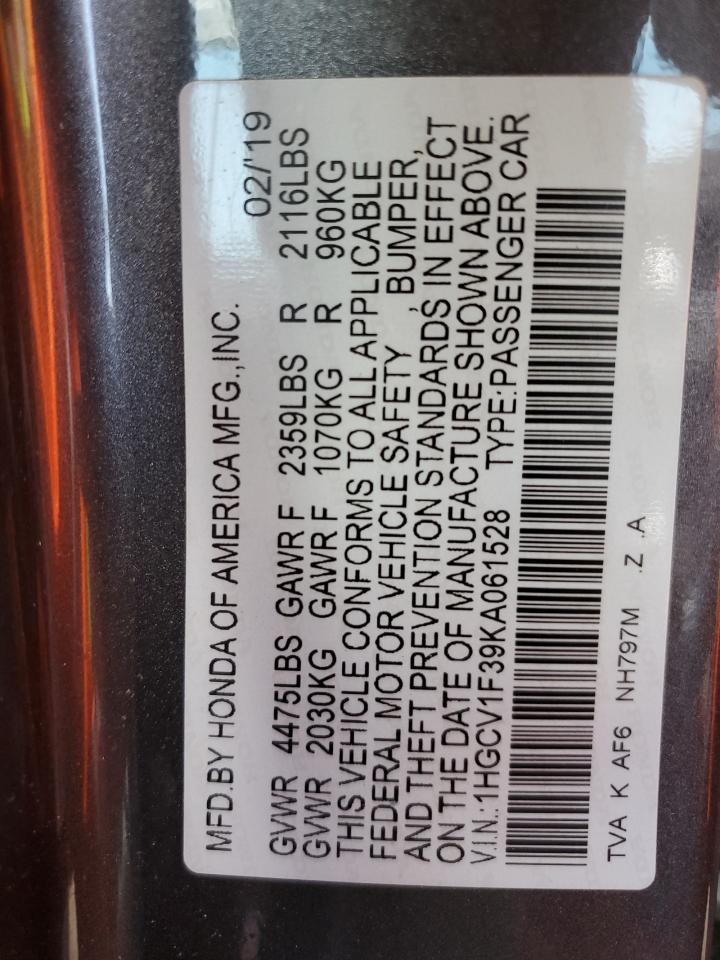 MFD.BY HONDA OF AMERICA MFG.,INC. 02/'19
GVWR 4475LBS GAWR F 2359LBS R 2116LBS
GVWR 2030KG GAWR F 1070KG R 960KG
THIS VEHICLE CONFORMS TO ALL APPLICABLE
FEDERAL MOTOR VEHICLE SAFETY , BUMPER,
AND THEFT PREVENTION STANDARDS IN EFFECT
ON THE DATE OF MANUFACTURE SHOWN ABOVE.
V.I.N.:1HGCV1F39KA061528 TYPE:PASSENGER CAR
TVA K AF6 NH797M .Z .A